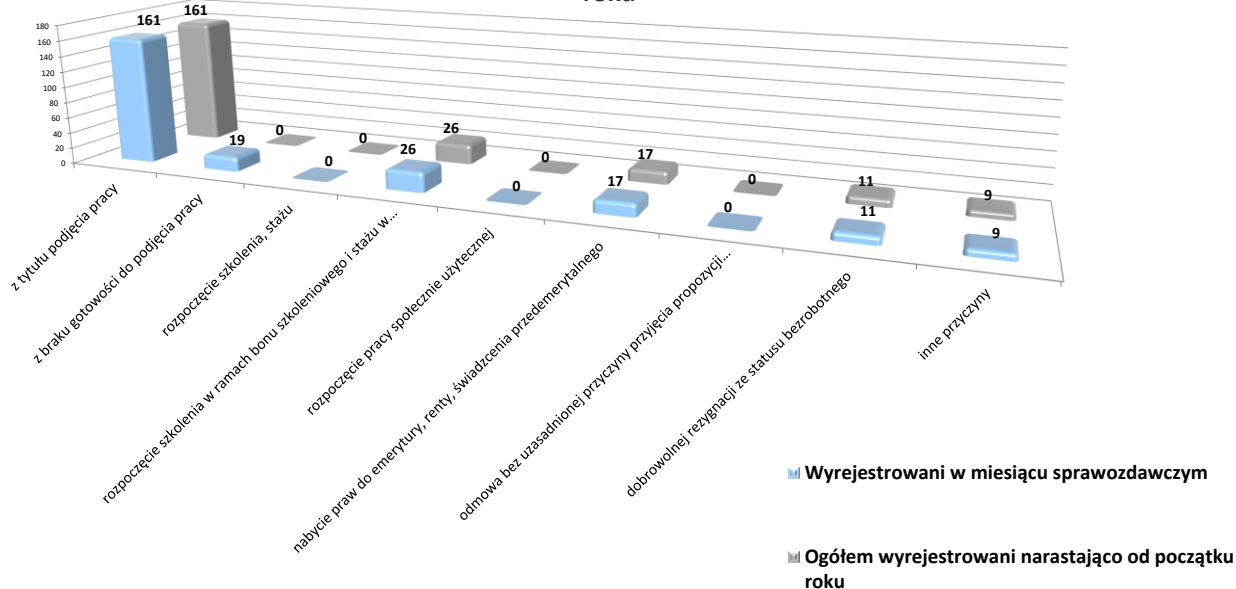 roku
180
160
140
120
100
80
60
40
20
0
161
161
19
0
0
0
26
26
0
0
17
17
0
0
11
11
9
9
z tytułu podjęcia pracy
z braku gotowości do podjęcia pracy
rozpoczęcie szkolenia, stażu
rozpoczęcie szkolenia w ramach bonu szkoleniowego i stażu w...
rozpoczęcie pracy społecznie użytecznej
nabycie praw do emerytury, renty, świadzcenia przedemerytalnego
odmowa bez uzasadnionej przyczyny przyjęcia propozycji...
dobrowolnej rezygnacji ze statusu bezrobotnego
inne przyczyny
Wyrejestrowani w miesiącu sprawozdawczym
Ogółem wyrejestrowani narastająco od początku
roku